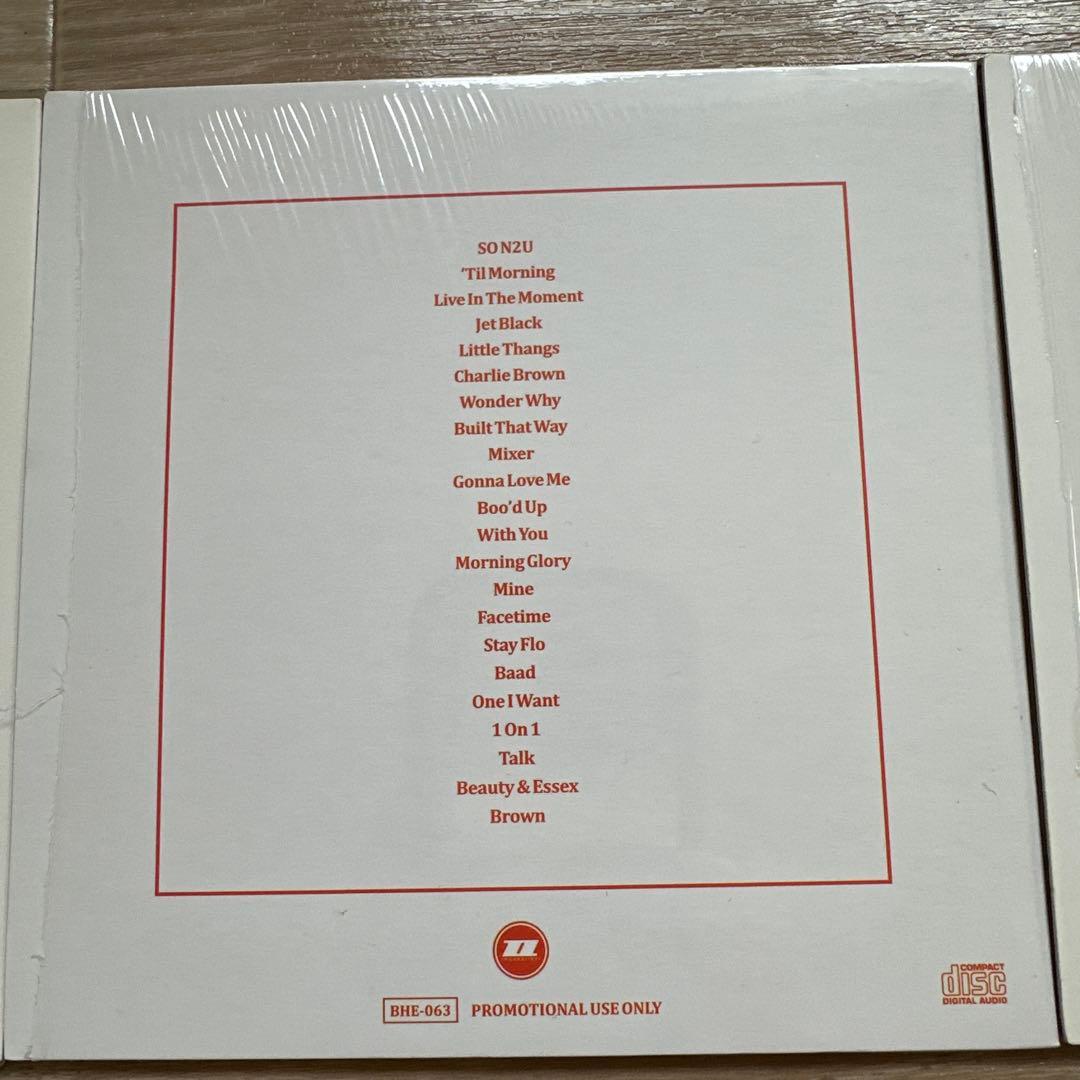 SO N2U
'Til Morning
Live In The Moment
Jet Black
Little Thangs
Charlie Brown
Wonder Why
Built That Way
Mixer
Gonna Love Me
Boo'd Up
With You
Morning Glory
Mine
Facetime
Stay Flo
Baad
One I Want
1 On 1
Talk
Beauty & Essex
Brown
BHE-063 PROMOTIONAL USE ONLY
COMPACT
disc
DIGITAL AUDIO